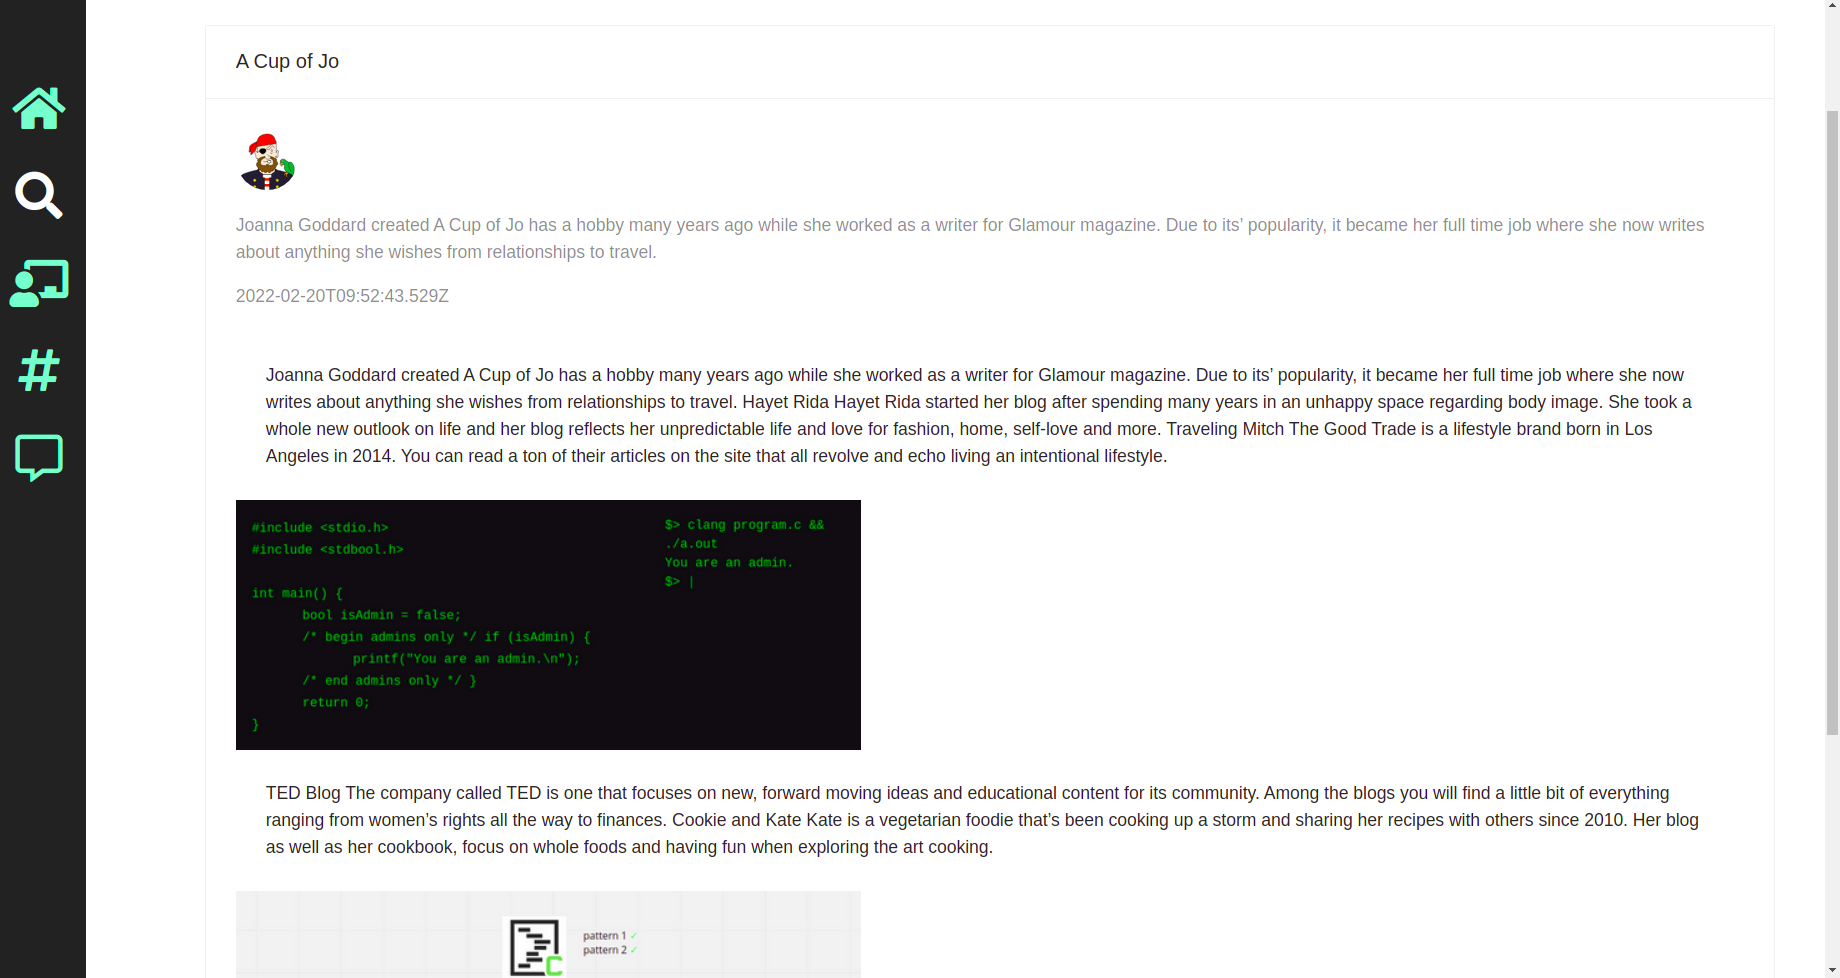 A Cup of Jo
Joanna Goddard created A Cup of Jo has a hobby many years ago while she worked as a writer for Glamour magazine. Due to its’ popularity, it became her full time job where she now writes
about anything she wishes from relationships to travel.
2022-02-20T09:52:43.529Z
Joanna Goddard created A Cup of Jo has a hobby many years ago while she worked as a writer for Glamour magazine. Due to its’ popularity, it became her full time job where she now
writes about anything she wishes from relationships to travel. Hayet Rida Hayet Rida started her blog after spending many years in an unhappy space regarding body image. She took a
whole new outlook on life and her blog reflects her unpredictable life and love for fashion, home, self-love and more. Traveling Mitch The Good Trade is a lifestyle brand born in Los
Angeles in 2014. You can read a ton of their articles on the site that all revolve and echo living an intentional lifestyle.
#include <stdio.h>
#include <stdbool.h>
int main() {
bool isAdmin = false;
/* begin admins only */ if (isAdmin) {
printf("You are an admin.\n");
/* end admins only */ }
return 0;
}
$> clang program.c &&
./a.out
You are an admin.
$> |
TED Blog The company called TED is one that focuses on new, forward moving ideas and educational content for its community. Among the blogs you will find a little bit of everything
ranging from women’s rights all the way to finances. Cookie and Kate Kate is a vegetarian foodie that’s been cooking up a storm and sharing her recipes with others since 2010. Her blog
as well as her cookbook, focus on whole foods and having fun when exploring the art cooking.
pattern 1 ✓
pattern 2 ✓
C